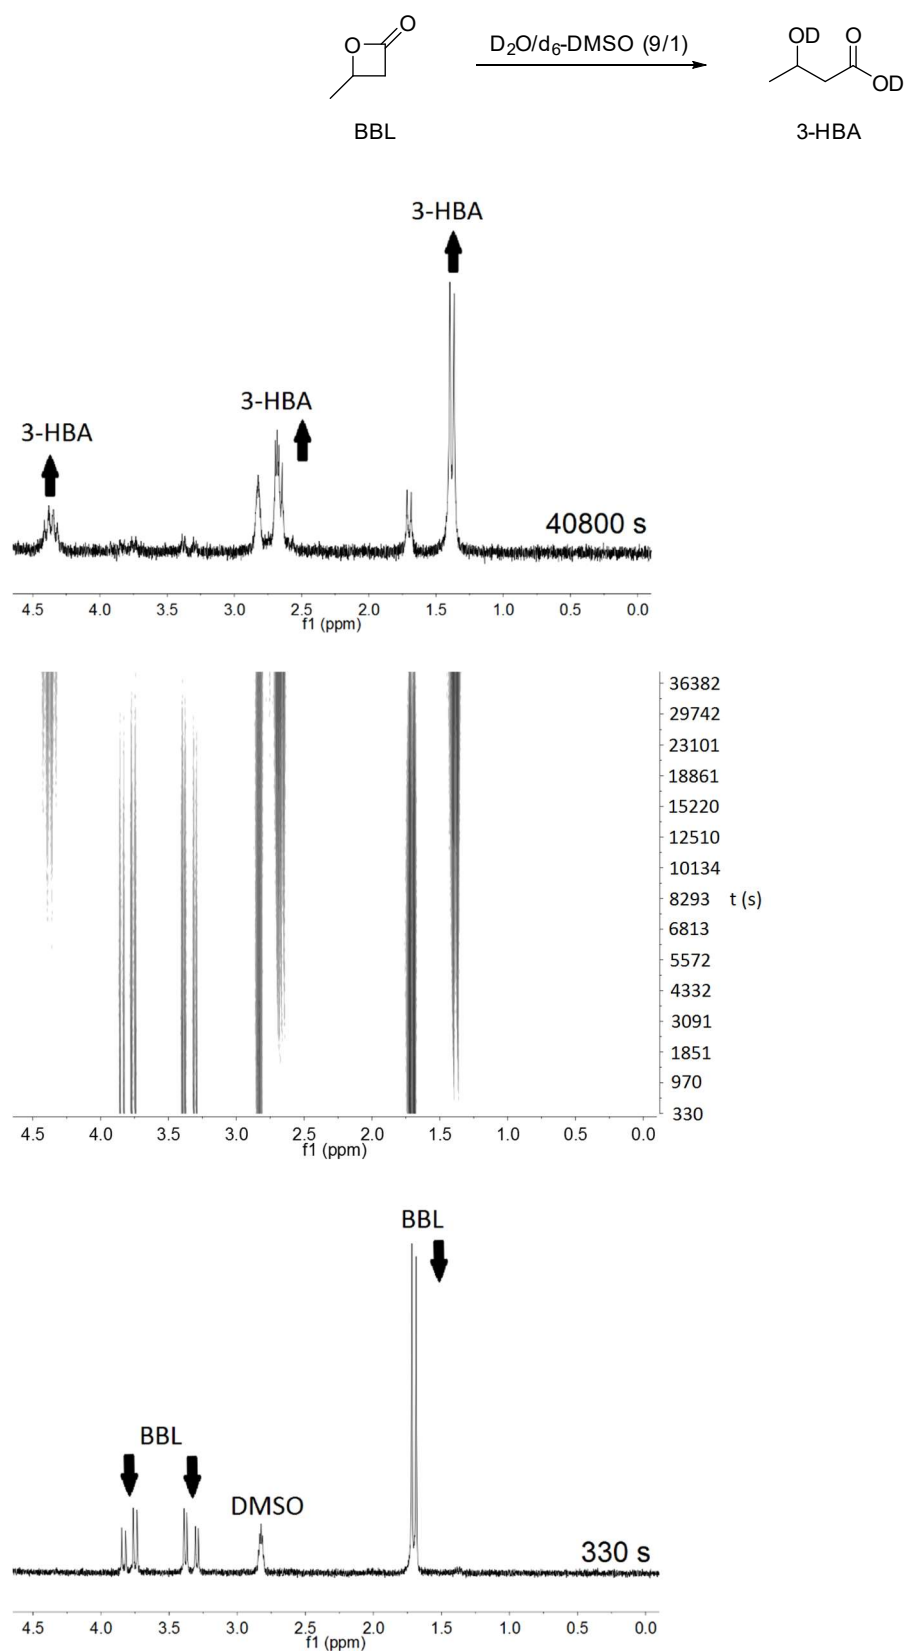 O
O
D₂O/d₆-DMSO (9/1)
OD
O
OD
BBL
3-HBA
3-HBA
3-HBA
3-HBA
40800 s
4.5 4.0 3.5 3.0 2.5 2.0 1.5 1.0 0.5 0.0
f1 (ppm)
36382
29742
23101
18861
15220
12510
10134
8293 t (s)
6813
5572
4332
3091
1851
970
330
4.5 4.0 3.5 3.0 2.5 2.0 1.5 1.0 0.5 0.0
f1 (ppm)
BBL
BBL
DMSO
330 s
4.5 4.0 3.5 3.0 2.5 2.0 1.5 1.0 0.5 0.0
f1 (ppm)